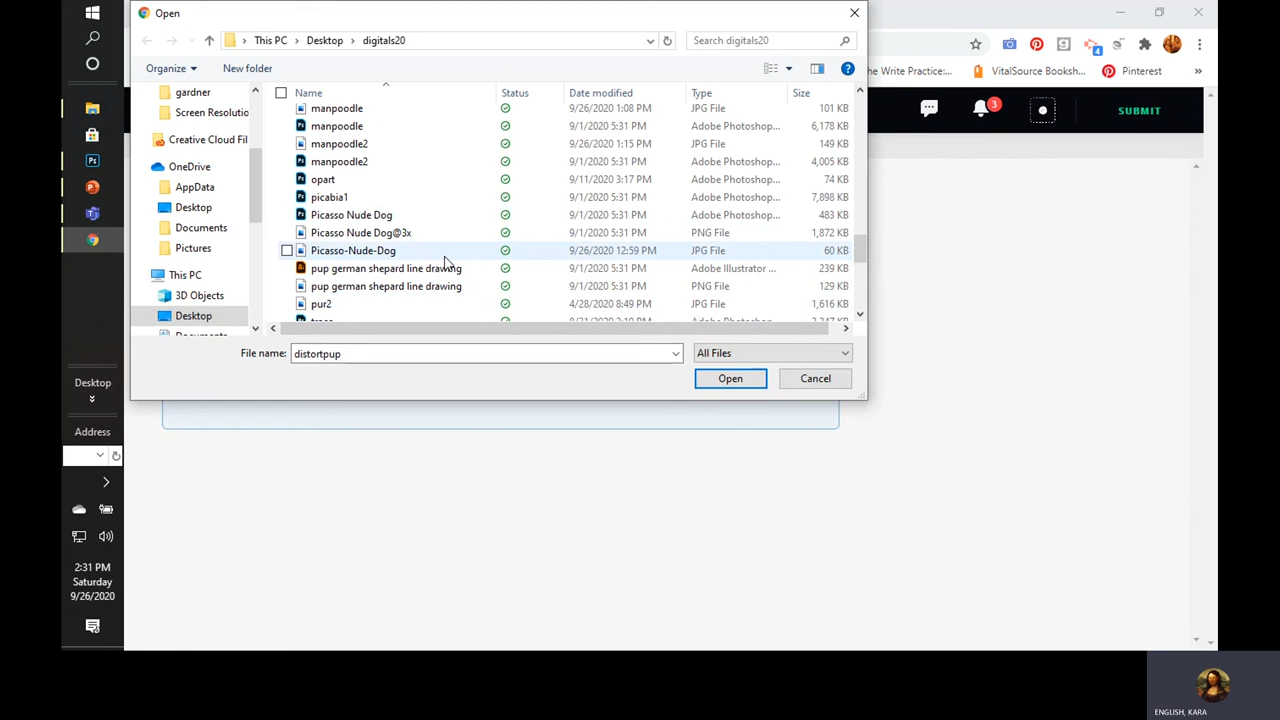 Open
This PC > Desktop > digitals20
Search digitals20
Organize
New folder
Name Status Date modified Type Size
gardner
Screen Resolutio
Creative Cloud Fil
OneDrive
AppData
Desktop
Documents
Pictures
This PC
3D Objects
Desktop
manpoodle 9/26/2020 1:08 PM JPG File 101 KB
manpoodle 9/1/2020 5:31 PM Adobe Photoshop... 6,178 KB
manpoodle2 9/26/2020 1:15 PM JPG File 149 KB
manpoodle2 9/1/2020 5:31 PM Adobe Photoshop... 4,005 KB
opart 9/11/2020 3:17 PM Adobe Photoshop... 74 KB
picabia1 9/1/2020 5:31 PM Adobe Photoshop... 7,898 KB
Picasso Nude Dog 9/1/2020 5:31 PM Adobe Photoshop... 483 KB
Picasso Nude Dog@3x 9/1/2020 5:31 PM PNG File 1,872 KB
Picasso-Nude-Dog 9/26/2020 12:59 PM JPG File 60 KB
pup german shepard line drawing 9/1/2020 5:31 PM Adobe Illustrator ... 239 KB
pup german shepard line drawing 9/1/2020 5:31 PM PNG File 129 KB
pur2 4/28/2020 8:49 PM JPG File 1,616 KB
File name: distortpup All Files
Open Cancel
4
he Write Practice:... VitalSource Booksh... Pinterest »
3 SUBMIT
Ps
Desktop
Address
2:31 PM
Saturday
9/26/2020
ENGLISH, KARA